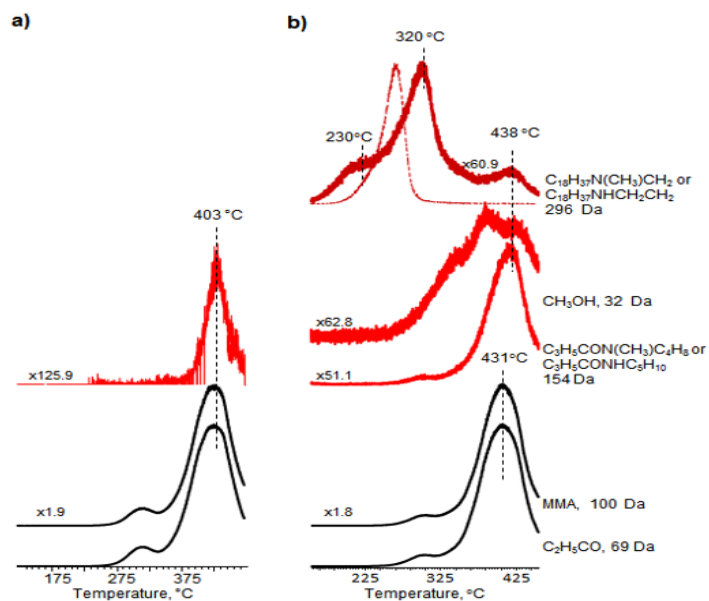 a)
403 °C
x125.9
x1.9
175 275 375
Temperature, °C
b)
320 °C
230°C
438 °C
x60.9
C₁₈H₃₇N(CH₃)CH₂ or
C₁₈H₃₇NHCH₂CH₂
296 Da
x62.8
CH₃OH, 32 Da
C₃H₅CON(CH₃)C₄H₈ or
C₃H₅CONHC₅H₁₀
154 Da
x51.1
431°C
x1.8
MMA, 100 Da
C₂H₅CO, 69 Da
225 325 425
Temperature, °C